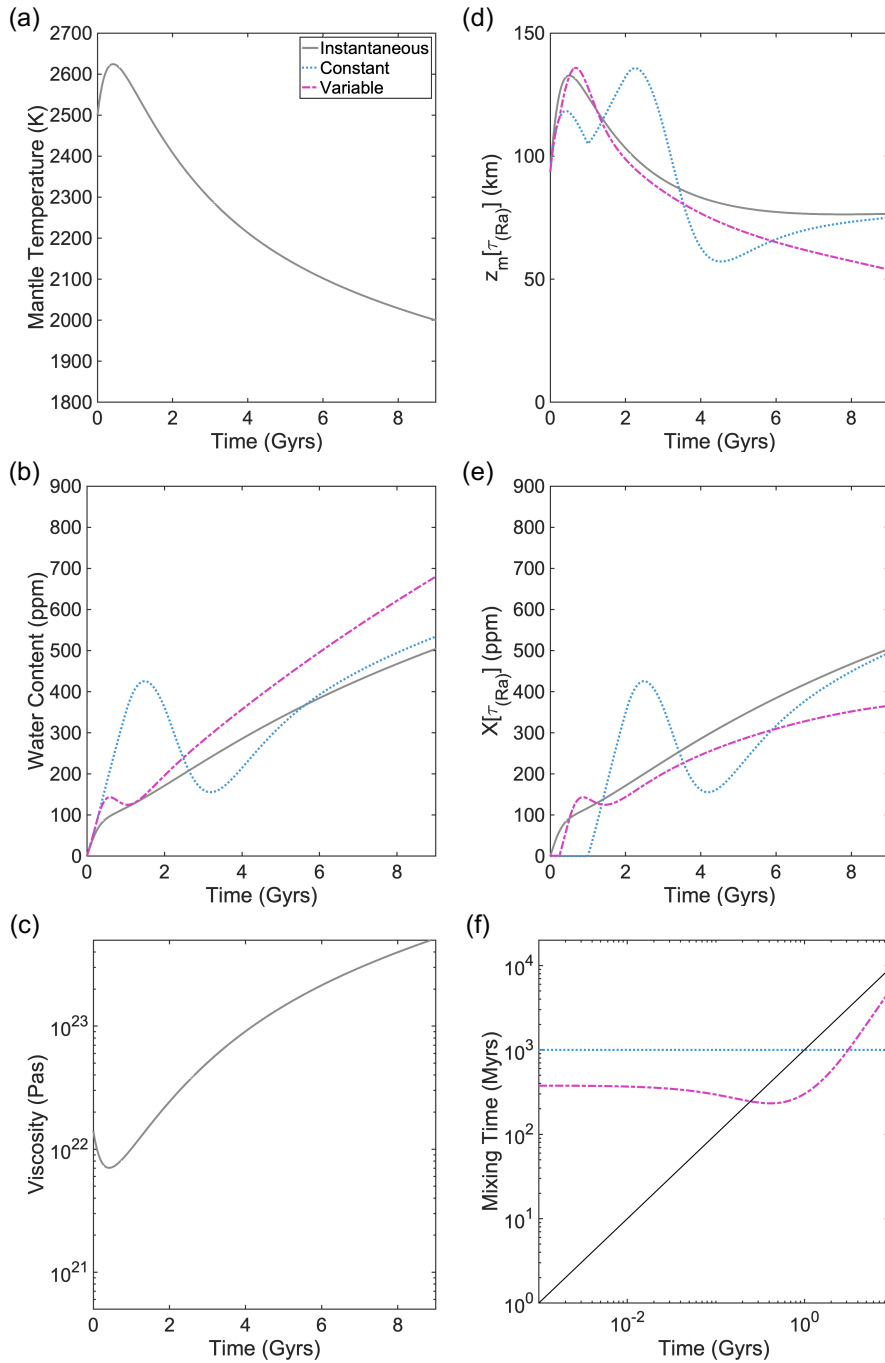 (a)
2700
2600
2500
2400
2300
2200
2100
2000
1900
1800
Mantle Temperature (K)
0 2 4 6 8
Time (Gyrs)
Instantaneous
Constant
Variable
(d)
150
100
50
0
z_m[τ_(Ra)] (km)
0 2 4 6 8
Time (Gyrs)
(b)
900
800
700
600
500
400
300
200
100
0
Water Content (ppm)
0 2 4 6 8
Time (Gyrs)
(e)
900
800
700
600
500
400
300
200
100
0
X[τ_(Ra)] (ppm)
0 2 4 6 8
Time (Gyrs)
(c)
10^23
10^22
10^21
Viscosity (Pas)
0 2 4 6 8
Time (Gyrs)
(f)
10^4
10^3
10^2
10^1
10^0
Mixing Time (Myrs)
10^-2 10^0
Time (Gyrs)